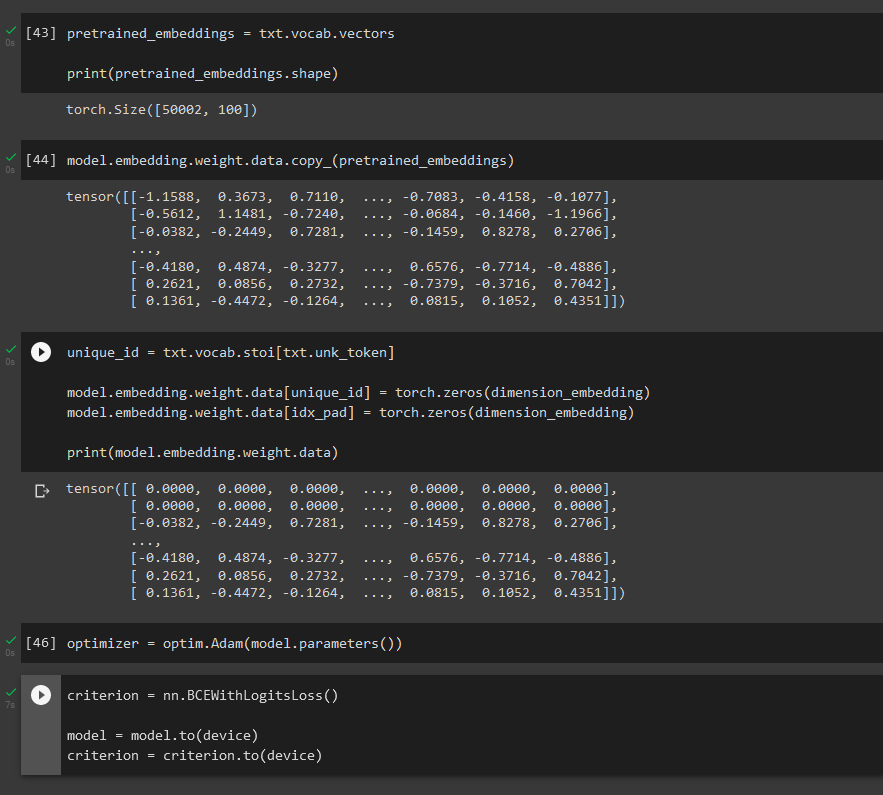 [43] pretrained_embeddings = txt.vocab.vectors
0s
print(pretrained_embeddings.shape)
torch.Size([50002, 100])
[44] model.embedding.weight.data.copy_(pretrained_embeddings)
0s
tensor([[-1.1588,  0.3673,  0.7110,  ..., -0.7083, -0.4158, -0.1077],
[-0.5612,  1.1481, -0.7240,  ..., -0.0684, -0.1460, -1.1966],
[-0.0382, -0.2449,  0.7281,  ..., -0.1459,  0.8278,  0.2706],
...,
[-0.4180,  0.4874, -0.3277,  ...,  0.6576, -0.7714, -0.4886],
[ 0.2621,  0.0856,  0.2732,  ..., -0.7379, -0.3716,  0.7042],
[ 0.1361, -0.4472, -0.1264,  ...,  0.0815,  0.1052,  0.4351]])
unique_id = txt.vocab.stoi[txt.unk_token]
0s
model.embedding.weight.data[unique_id] = torch.zeros(dimension_embedding)
model.embedding.weight.data[idx_pad] = torch.zeros(dimension_embedding)
print(model.embedding.weight.data)
tensor([[ 0.0000,  0.0000,  0.0000,  ...,  0.0000,  0.0000,  0.0000],
[ 0.0000,  0.0000,  0.0000,  ...,  0.0000,  0.0000,  0.0000],
[-0.0382, -0.2449,  0.7281,  ..., -0.1459,  0.8278,  0.2706],
...,
[-0.4180,  0.4874, -0.3277,  ...,  0.6576, -0.7714, -0.4886],
[ 0.2621,  0.0856,  0.2732,  ..., -0.7379, -0.3716,  0.7042],
[ 0.1361, -0.4472, -0.1264,  ...,  0.0815,  0.1052,  0.4351]])
[46] optimizer = optim.Adam(model.parameters())
0s
criterion = nn.BCEWithLogitsLoss()
7s
model = model.to(device)
criterion = criterion.to(device)